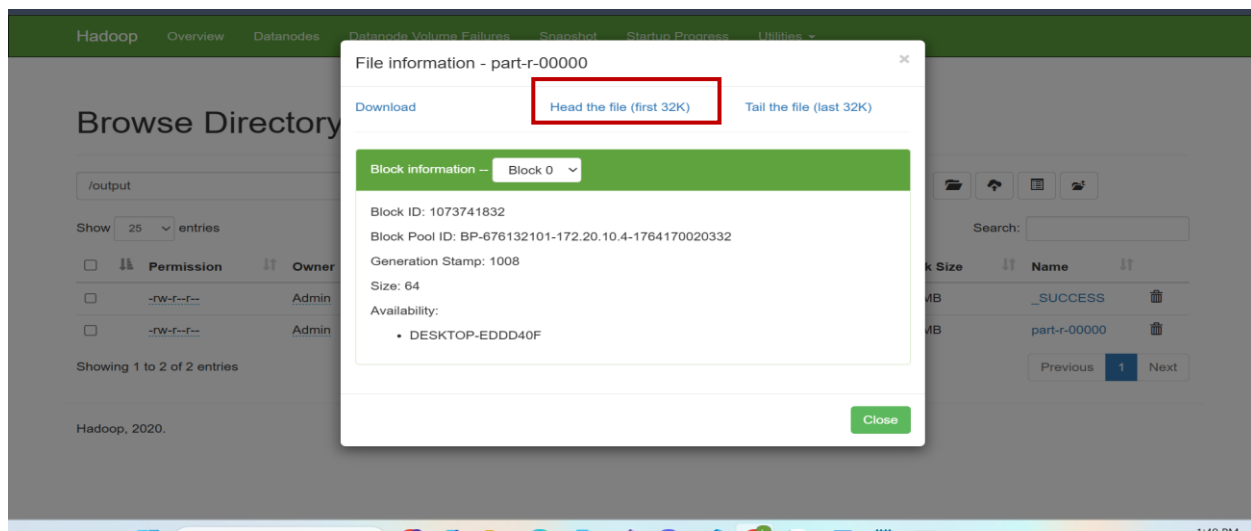 Hadoop Overview Datanodes Datanode Volume Failures Snapshot Startup Progress Utilities
File information - part-r-00000 ×
Download Head the file (first 32K) Tail the file (last 32K)
Browse Directory
Block information -- Block 0
/output
Block ID: 1073741832
Show 25 entries Search:
Block Pool ID: BP-676132101-172.20.10.4-1764170020332
Generation Stamp: 1008
Permission Owner k Size Name
Size: 64
-rw-r--r-- Admin MB _SUCCESS
Availability:
-rw-r--r-- Admin MB part-r-00000
• DESKTOP-EDDD40F
Showing 1 to 2 of 2 entries Previous 1 Next
Close
Hadoop, 2020.